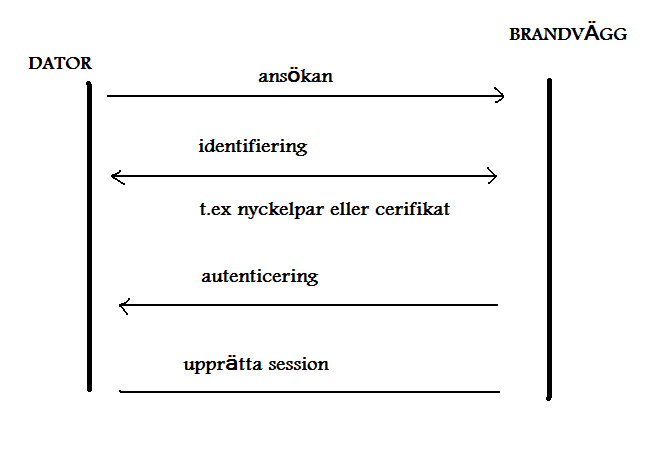 BRANDVÄGG
DATOR
ansökan
identifiering
t.ex nyckelpar eller cerifikat
autenticering
upprätta session